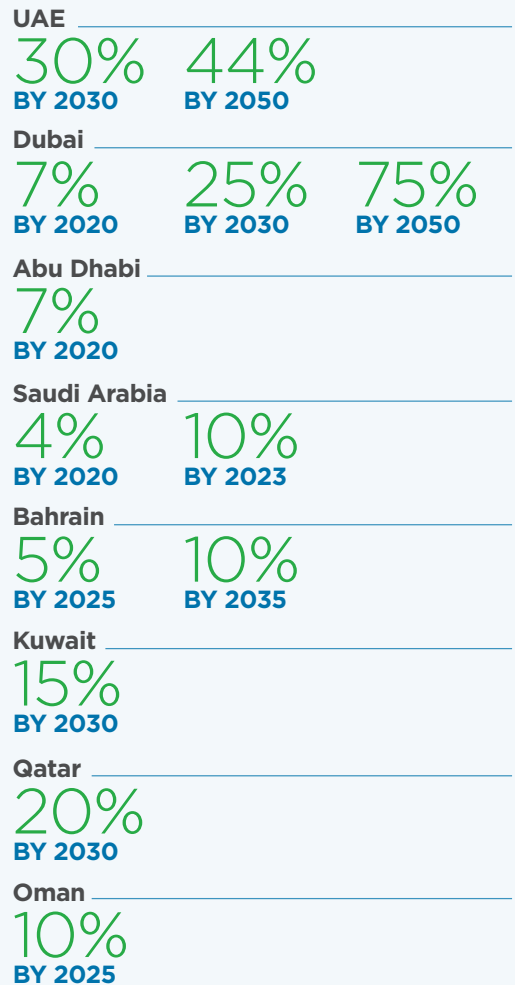 UAE
30% 44%
BY 2030 BY 2050
Dubai
7% 25% 75%
BY 2020 BY 2030 BY 2050
Abu Dhabi
7%
BY 2020
Saudi Arabia
4% 10%
BY 2020 BY 2023
Bahrain
5% 10%
BY 2025 BY 2035
Kuwait
15%
BY 2030
Qatar
20%
BY 2030
Oman
10%
BY 2025